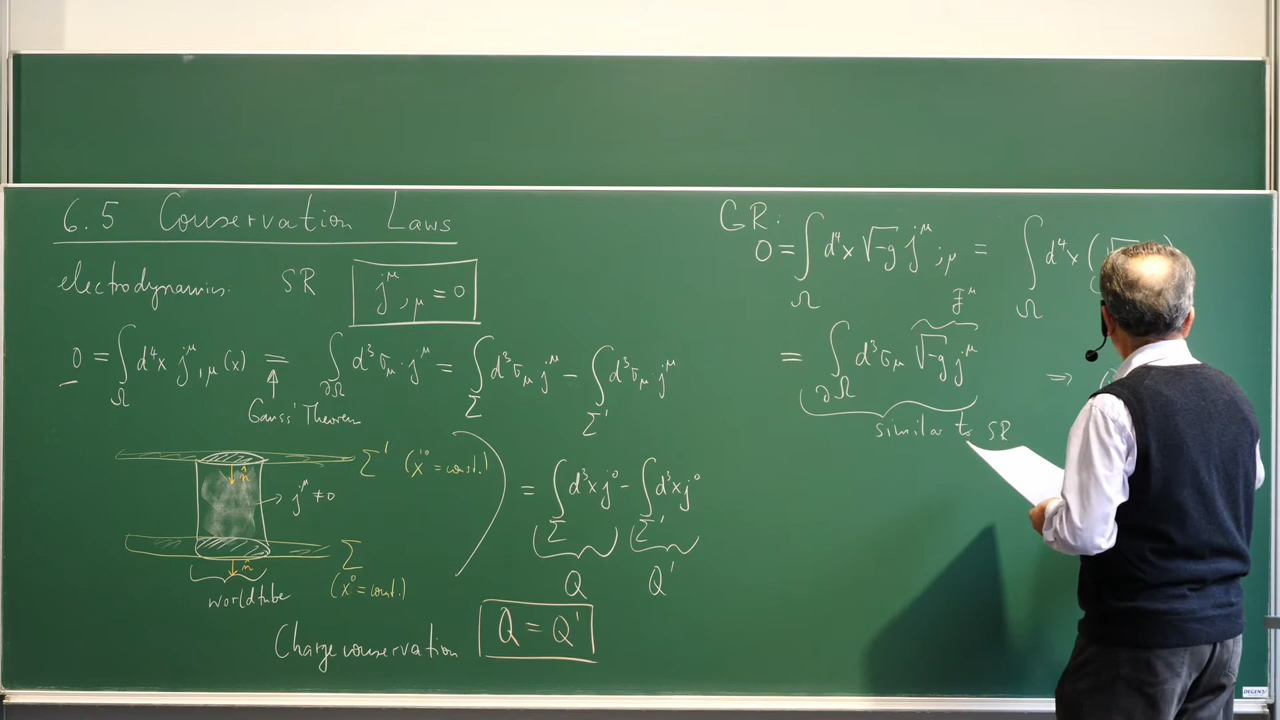 6.5 Conservation Laws
electrodynamics: SR j^μ_{,μ} = 0
0 = ∫_Ω d⁴x j^μ_{,μ}(x) = ∫_{∂Ω} d³σ_μ j^μ = ∫_Σ d³σ_μ j^μ − ∫_{Σ'} d³σ_μ j^μ
↑
Gauss' Theorem
Σ' (x'⁰ = const.)
n̂
→ j^μ ≠ 0
Σ
n̂
(x⁰ = const.)
worldtube
= ∫_Σ d³x j⁰ − ∫_{Σ'} d³x j⁰
Q Q'
Charge conservation Q = Q'
GR:
0 = ∫_Ω d⁴x √-g j^μ_{;μ} = ∫_Ω d⁴x (√
𝒥^μ
= ∫_{∂Ω} d³σ_μ √-g j^μ ⇒ (
similar to SR